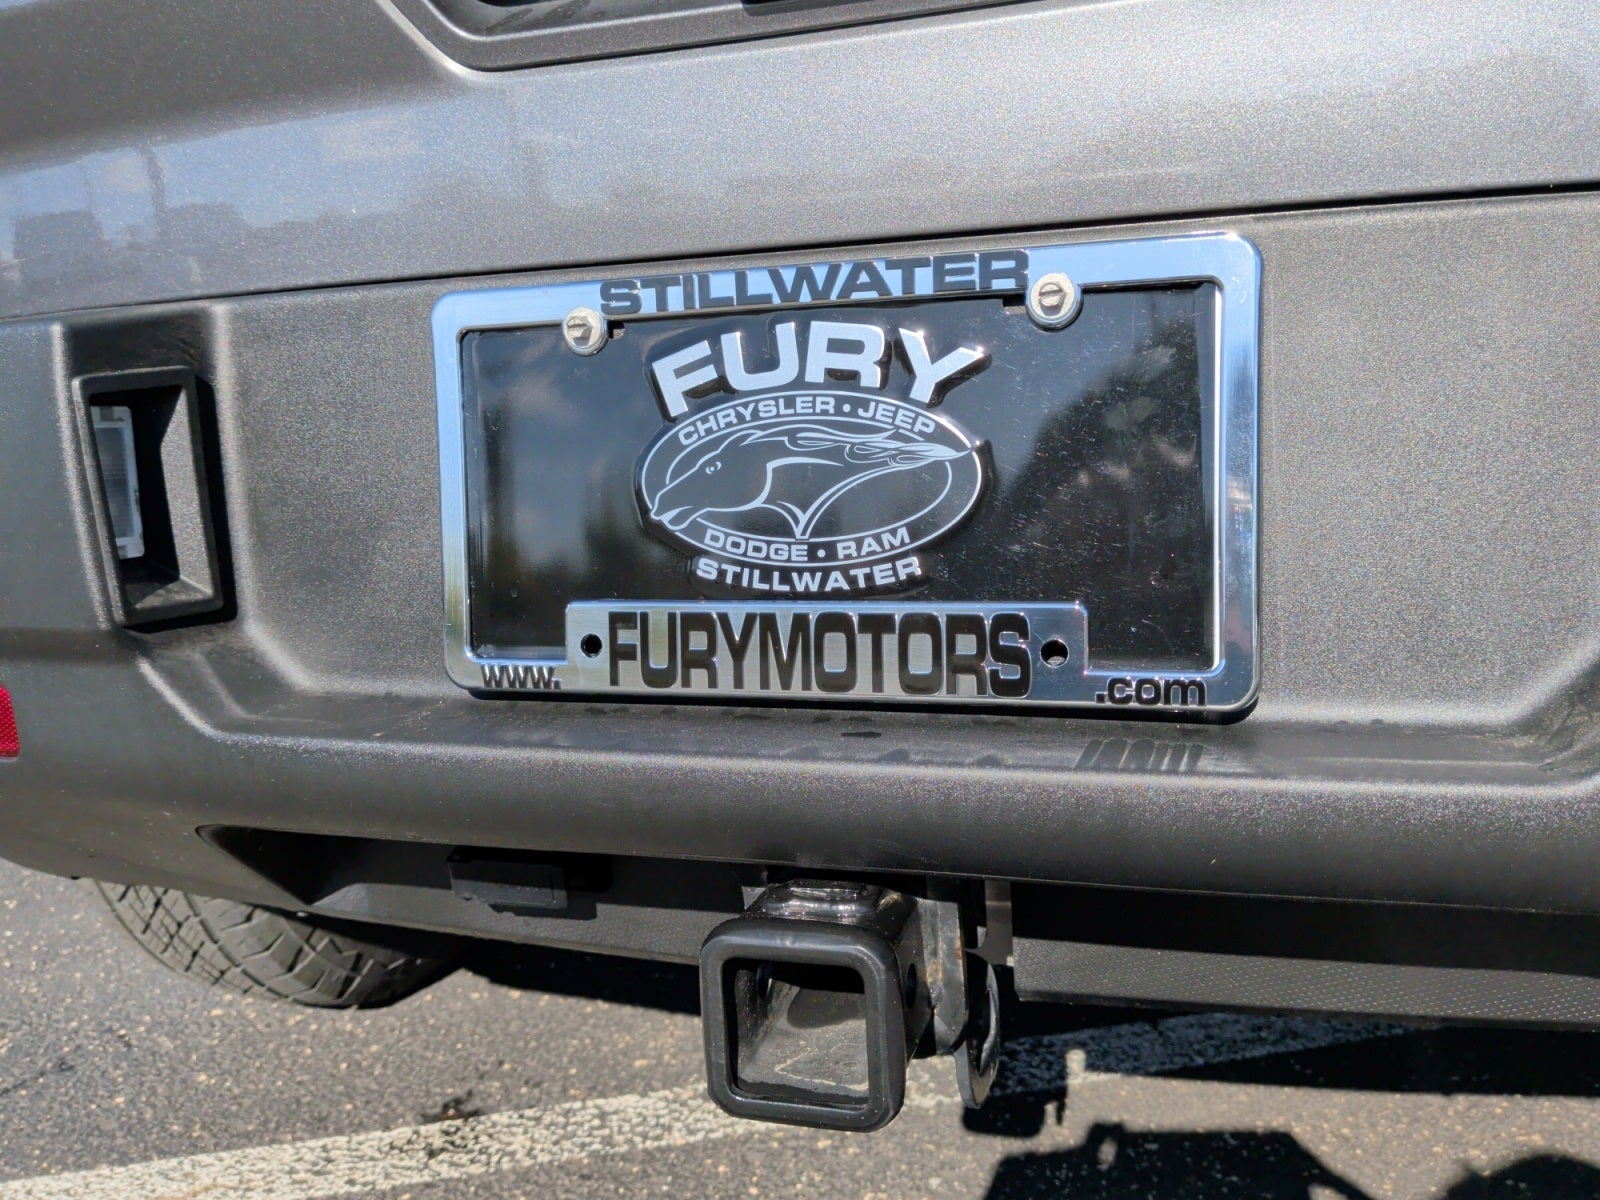 STILLWATER
FURY
CHRYSLER • JEEP
DODGE • RAM
STILLWATER
www. FURYMOTORS .com